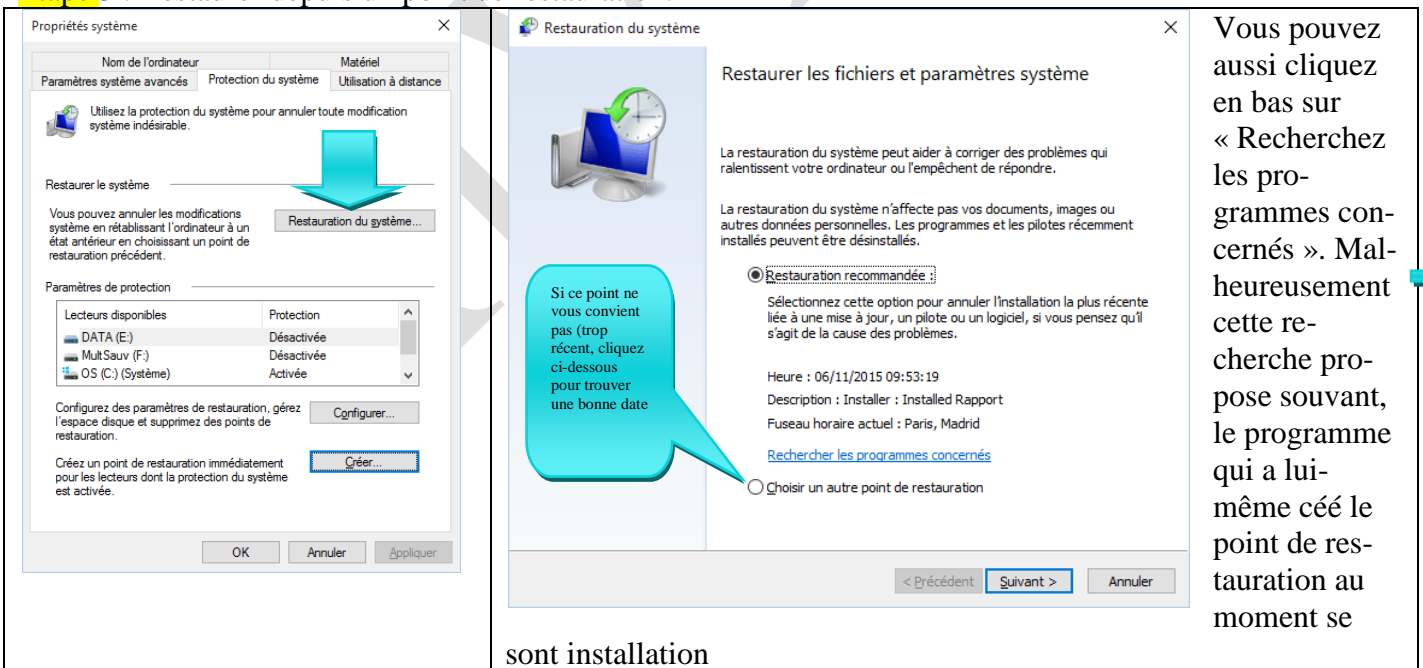 Étape 3 : Restaurer depuis un point de restauration.
Propriétés système
Nom de l'ordinateur Matériel
Paramètres système avancés Protection du système Utilisation à distance
Utilisez la protection du système pour annuler toute modification
système indésirable.
Restaurer le système
Vous pouvez annuler les modifications
système en rétablissant l'ordinateur à un
état antérieur en choisissant un point de
restauration précédent.
Restauration du système...
Paramètres de protection
Lecteurs disponibles Protection
DATA (E:) Désactivée
MultSauv (F:) Désactivée
OS (C:) (Système) Activée
Configurez des paramètres de restauration, gérez
l'espace disque et supprimez des points de
restauration.
Configurer...
Créez un point de restauration immédiatement
pour les lecteurs dont la protection du système
est activée.
Créer...
OK Annuler Appliquer
Restauration du système
Restaurer les fichiers et paramètres système
La restauration du système peut aider à corriger des problèmes qui
ralentissent votre ordinateur ou l'empêchent de répondre.
La restauration du système n'affecte pas vos documents, images ou
autres données personnelles. Les programmes et les pilotes récemment
installés peuvent être désinstallés.
Restauration recommandée :
Sélectionnez cette option pour annuler l'installation la plus récente
liée à une mise à jour, un pilote ou un logiciel, si vous pensez qu'il
s'agit de la cause des problèmes.
Heure : 06/11/2015 09:53:19
Description : Installer : Installed Rapport
Fuseau horaire actuel : Paris, Madrid
Rechercher les programmes concernés
Choisir un autre point de restauration
< Précédent Suivant > Annuler
Si ce point ne
vous convient
pas (trop
récent, cliquez
ci-dessous
pour trouver
une bonne date
Vous pouvez
aussi cliquez
en bas sur
« Recherchez
les pro-
grammes con-
cernés ». Mal-
heureusement
cette re-
cherche pro-
pose souvant,
le programme
qui a lui-
même céé le
point de res-
tauration au
moment se
sont installation